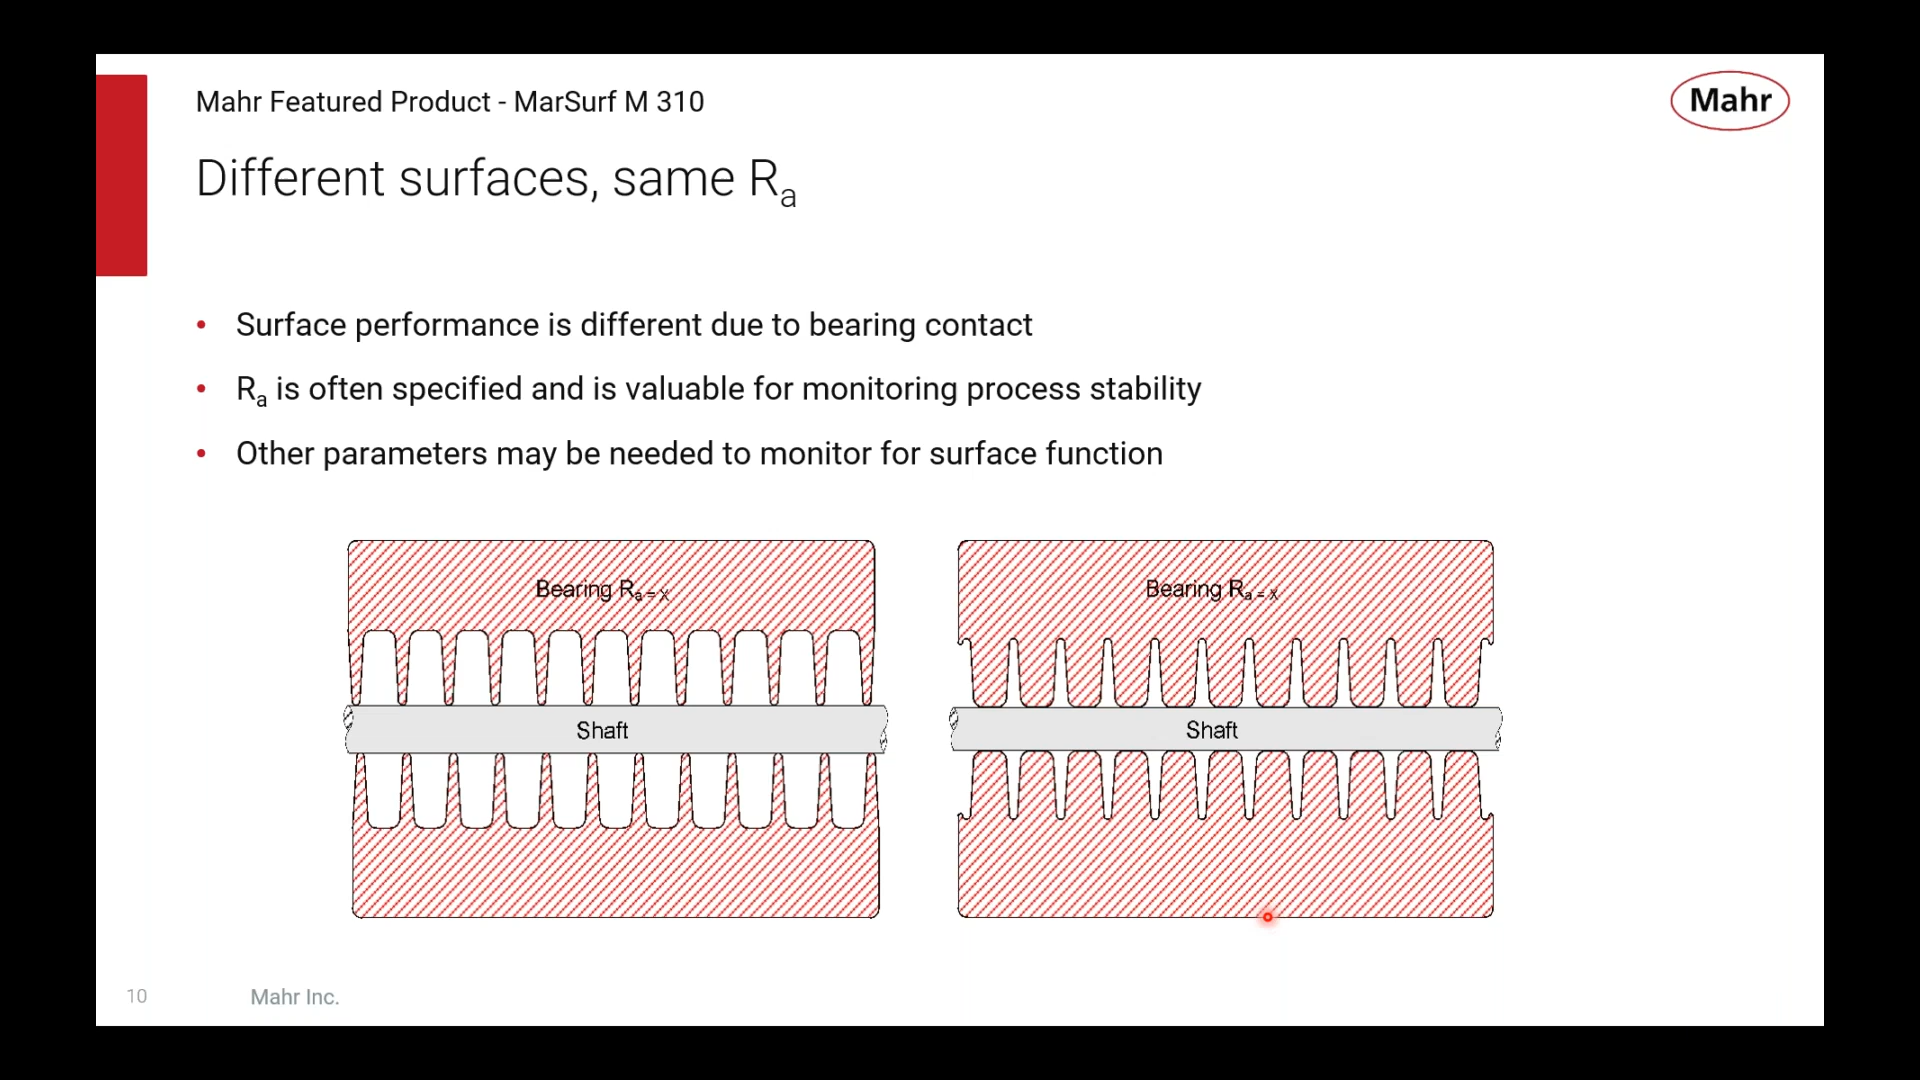 Mahr Featured Product - MarSurf M 310
Mahr
Different surfaces, same Ra
• Surface performance is different due to bearing contact
• Ra is often specified and is valuable for monitoring process stability
• Other parameters may be needed to monitor for surface function
Bearing Ra = x
Bearing Ra = x
Shaft
Shaft
10
Mahr Inc.